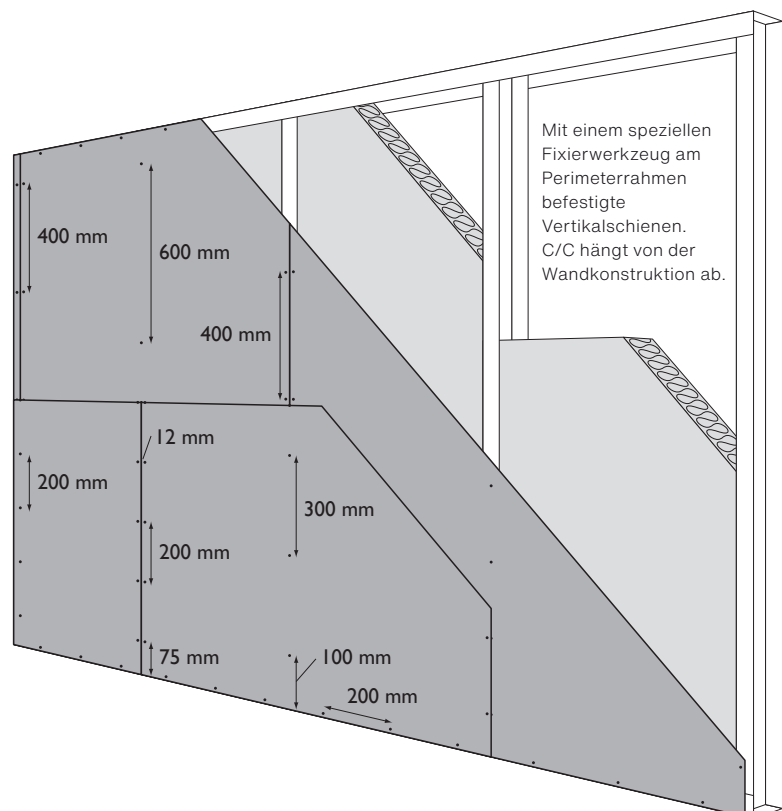 Mit einem speziellen
Fixierwerkzeug am
Perimeterrahmen
befestigte
Vertikalschienen.
C/C hängt von der
Wandkonstruktion ab.
400 mm
600 mm
400 mm
12 mm
200 mm
300 mm
200 mm
75 mm
100 mm
200 mm